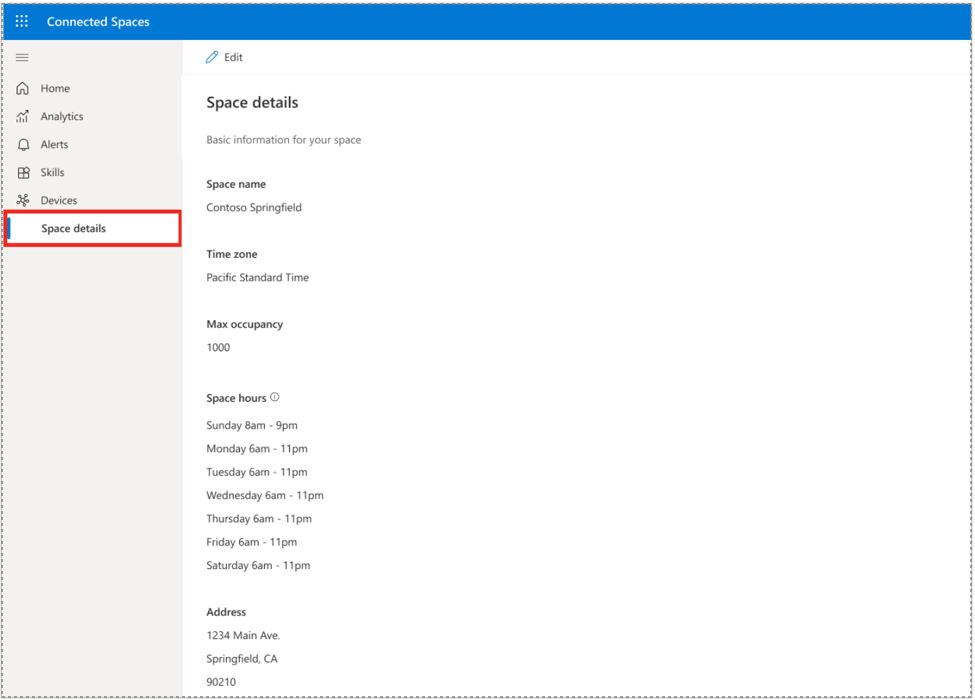 Connected Spaces
Home
Analytics
Alerts
Skills
Devices
Space details
Edit
Space details
Basic information for your space
Space name
Contoso Springfield
Time zone
Pacific Standard Time
Max occupancy
1000
Space hours
Sunday 8am - 9pm
Monday 6am - 11pm
Tuesday 6am - 11pm
Wednesday 6am - 11pm
Thursday 6am - 11pm
Friday 6am - 11pm
Saturday 6am - 11pm
Address
1234 Main Ave.
Springfield, CA
90210